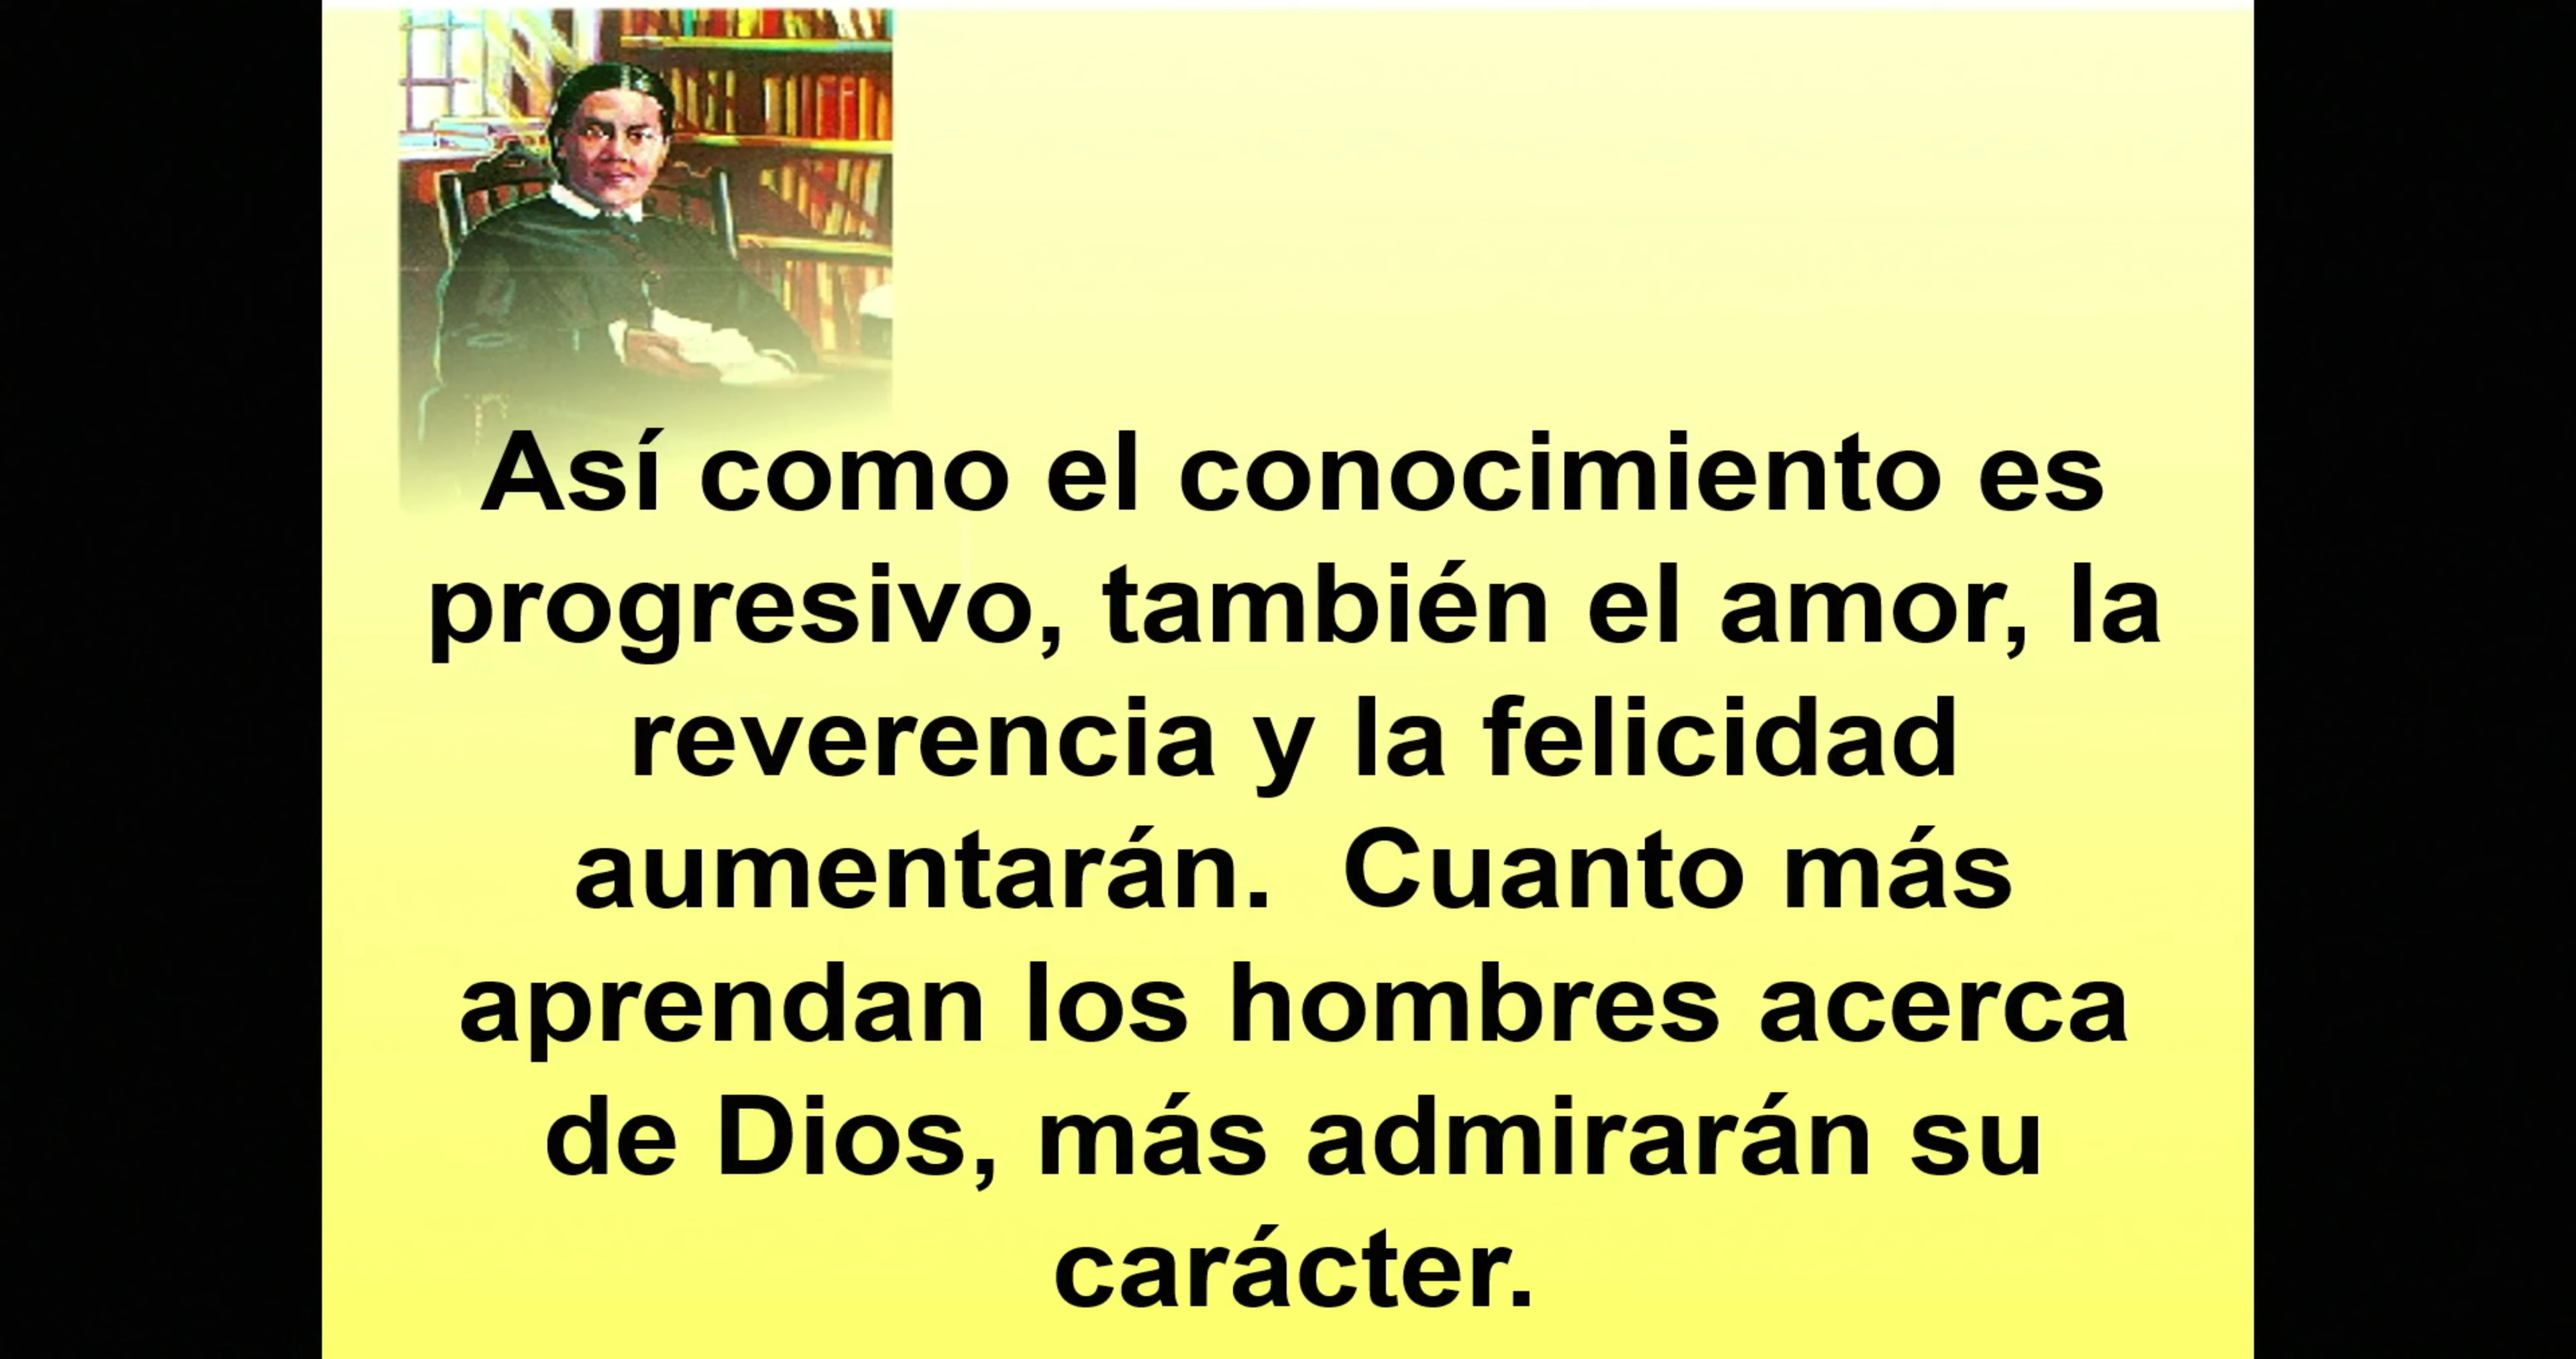 Así como el conocimiento es
progresivo, también el amor, la
reverencia y la felicidad
aumentarán.  Cuanto más
aprendan los hombres acerca
de Dios, más admirarán su
carácter.